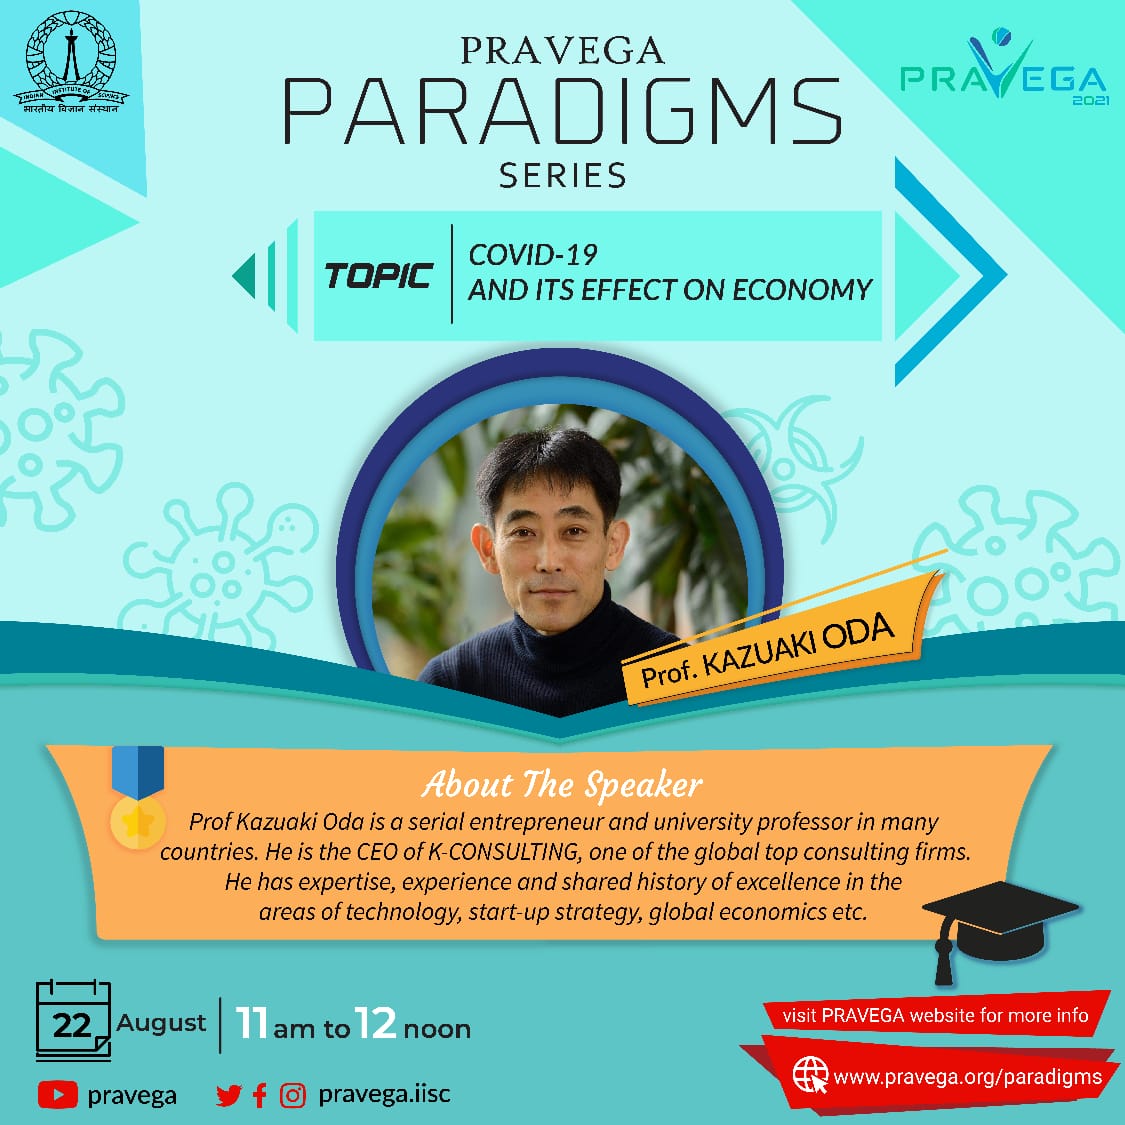 INDIAN INSTITUTE OF SCIENCE
भारतीय विज्ञान संस्थान
PRAVEGA
PARADIGMS
SERIES
PRAVEGA
2021
TOPIC
COVID-19
AND ITS EFFECT ON ECONOMY
Prof. KAZUAKI ODA
About The Speaker
Prof Kazuaki Oda is a serial entrepreneur and university professor in many
countries. He is the CEO of K-CONSULTING, one of the global top consulting firms.
He has expertise, experience and shared history of excellence in the
areas of technology, start-up strategy, global economics etc.
22 August 11 am to 12 noon
pravega
pravega.iisc
visit PRAVEGA website for more info
www.pravega.org/paradigms